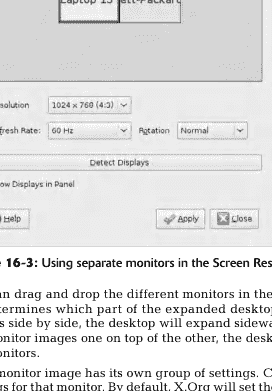 Laptop 15
ett-Packard
solution 1024 x 768 (4:3)
fresh Rate: 60 Hz Rotation Normal
Detect Displays
ow Displays in Panel
Help Apply Close
16-3: Using separate monitors in the Screen Res
n drag and drop the different monitors in the
termines which part of the expanded deskto
s side by side, the desktop will expand sidewa
onitor images one on top of the other, the desk
onitors.
monitor image has its own group of settings. C
gs for that monitor. By default, X.Org will set th